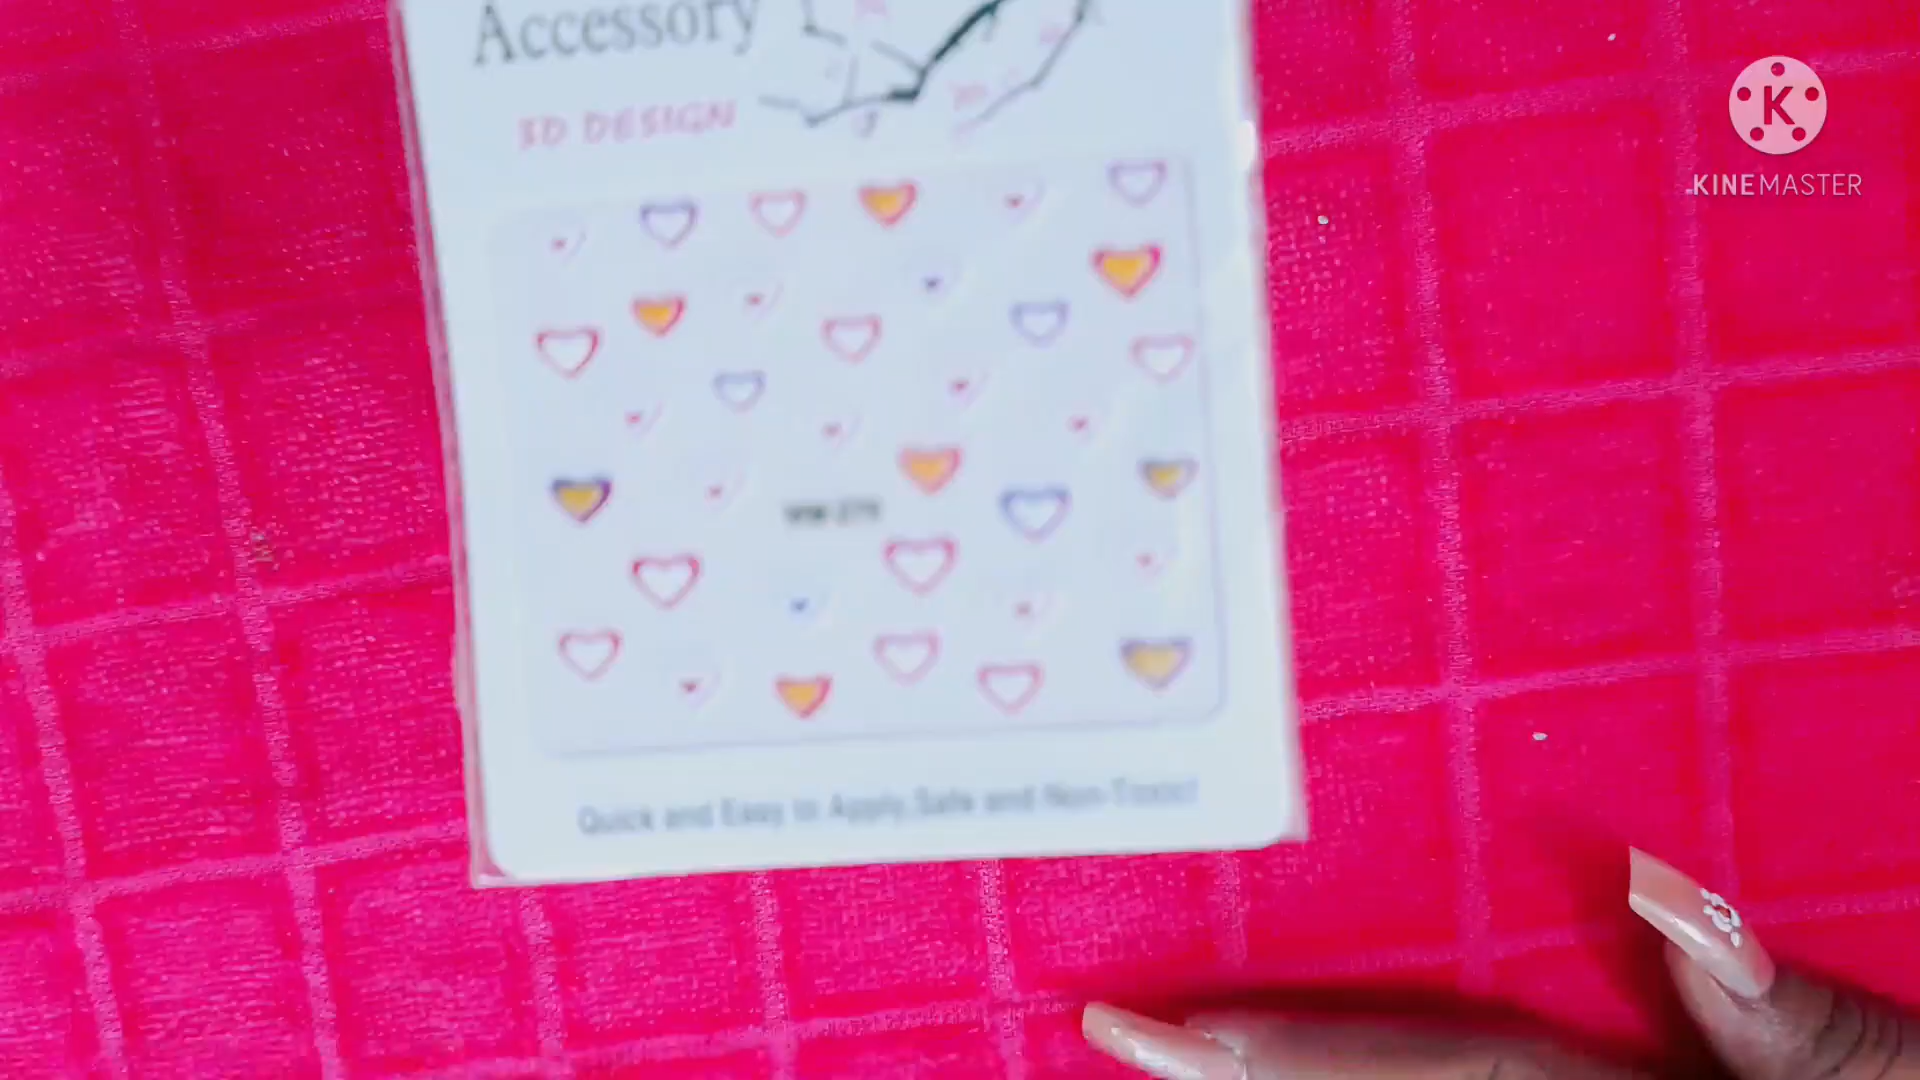 Accessory
3D DESIGN
K
KINEMASTER
Quick and Easy to Apply,Safe and Non-Toxic!